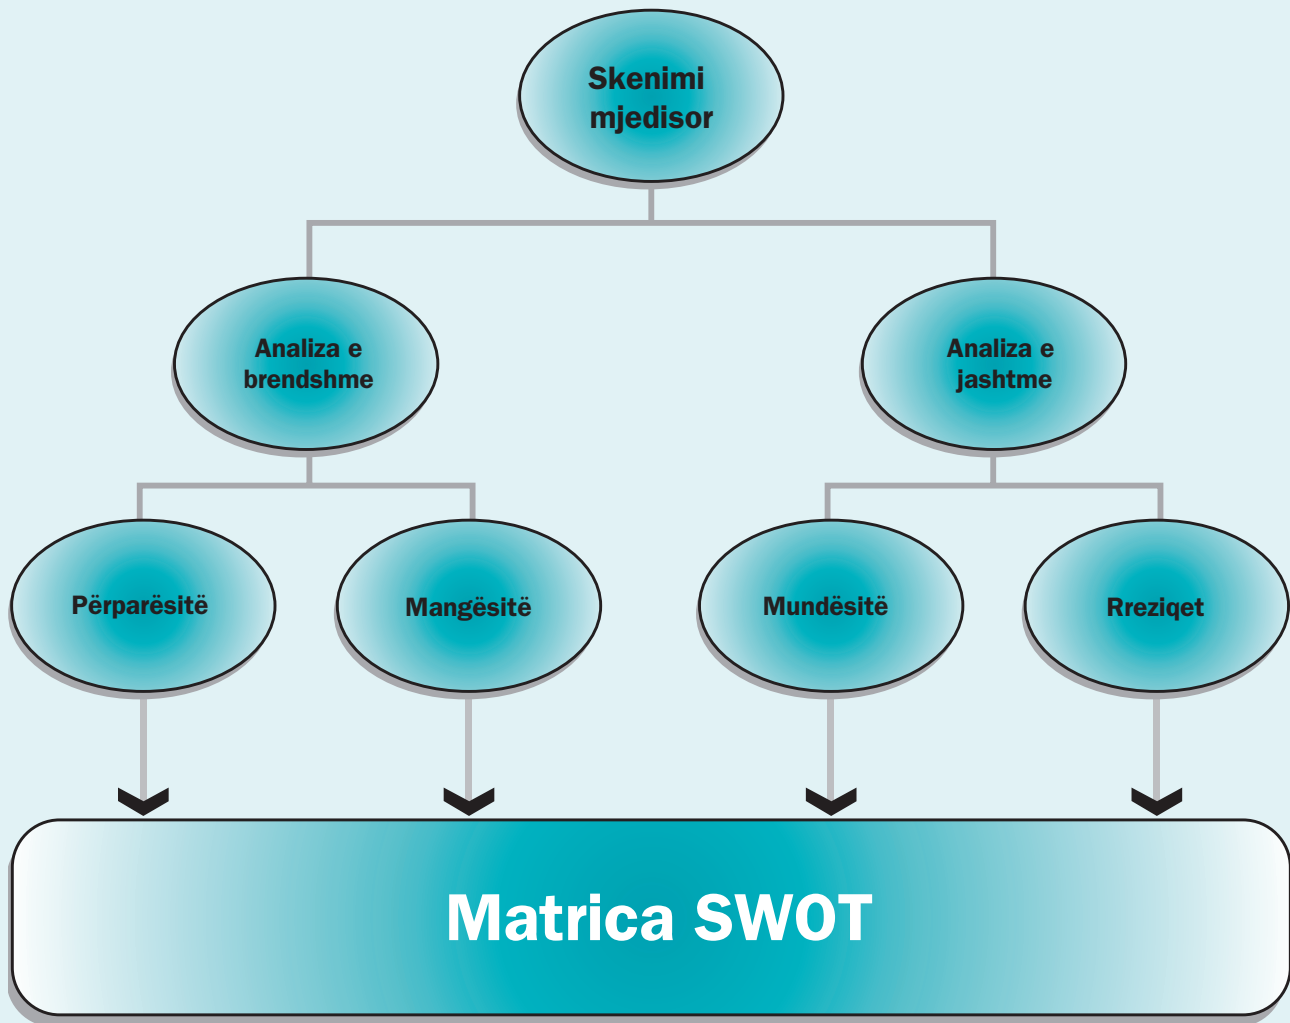 Skenimi
mjedisor
Analiza e
brendshme
Analiza e
jashtme
Përparësitë
Mangësitë
Mundësitë
Rreziqet
Matrica SWOT